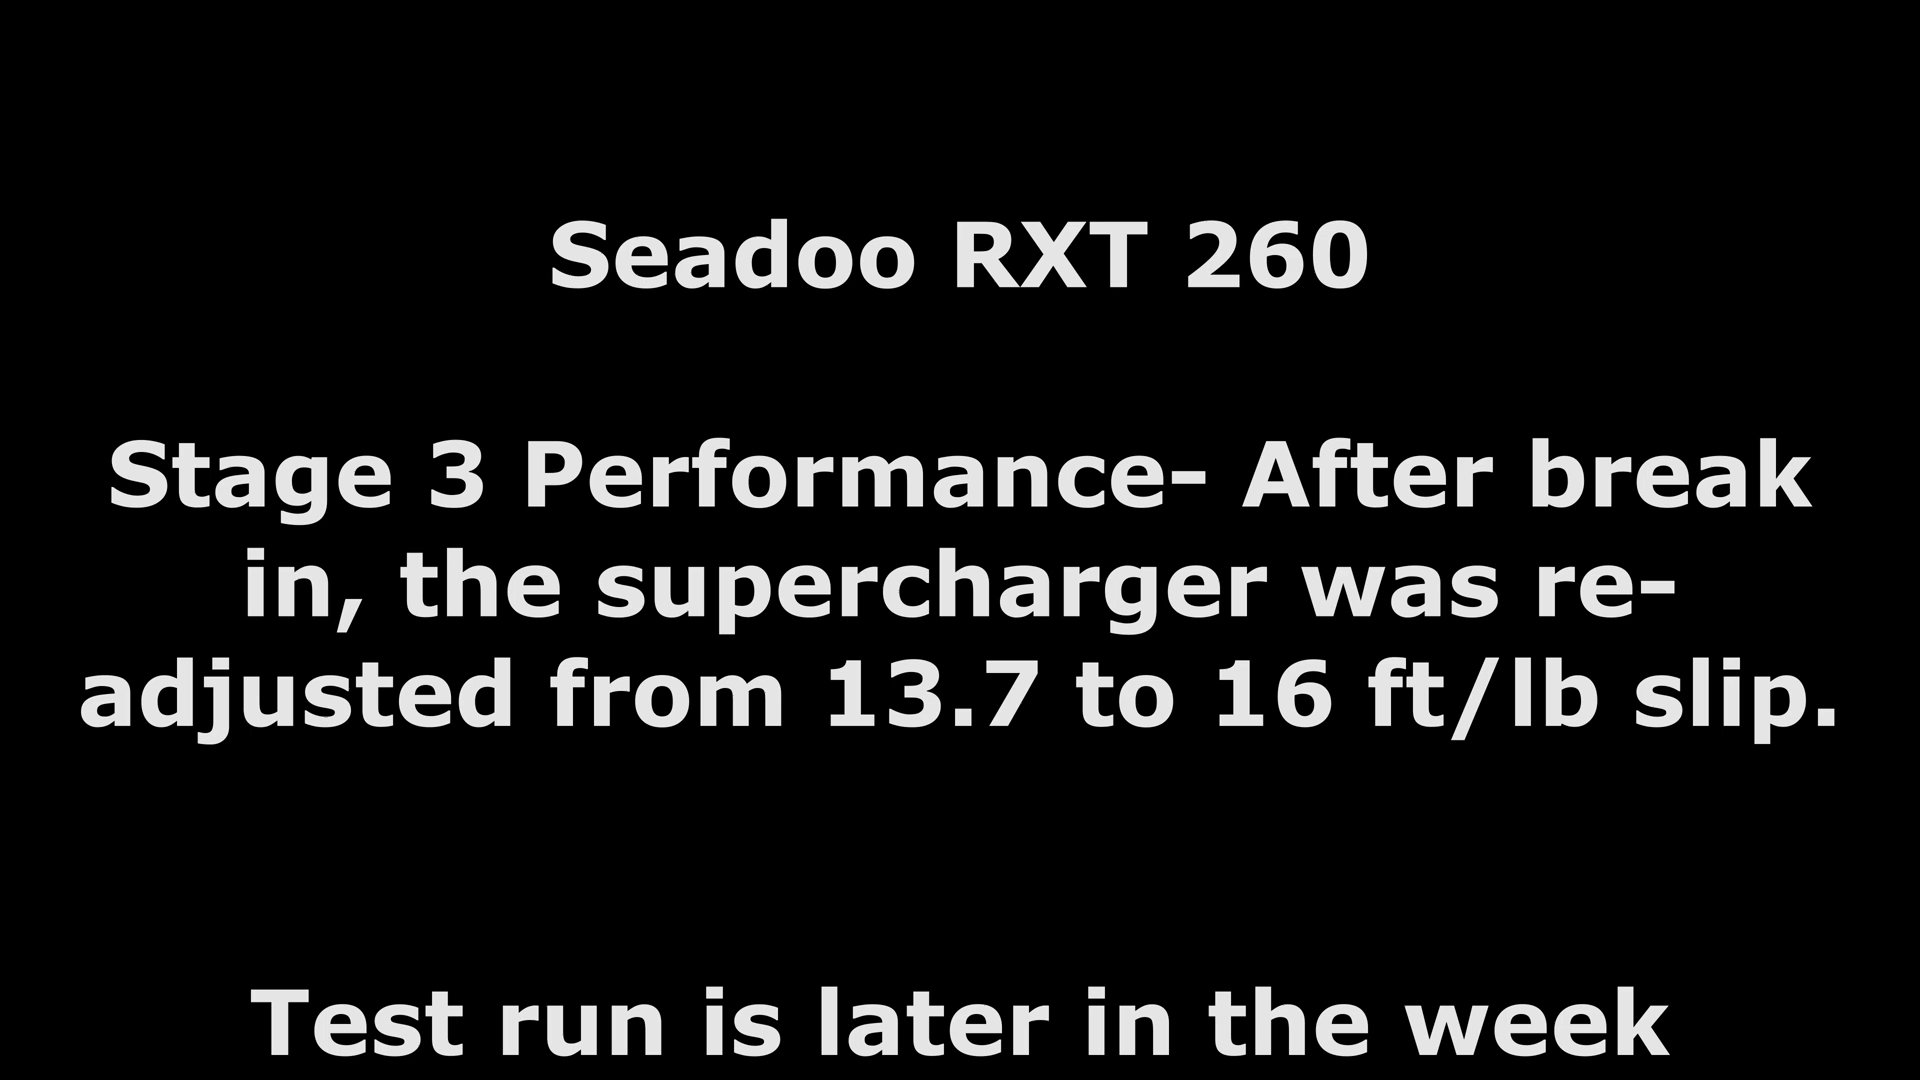 Seadoo RXT 260
Stage 3 Performance- After break
in, the supercharger was re-
adjusted from 13.7 to 16 ft/lb slip.
Test run is later in the week